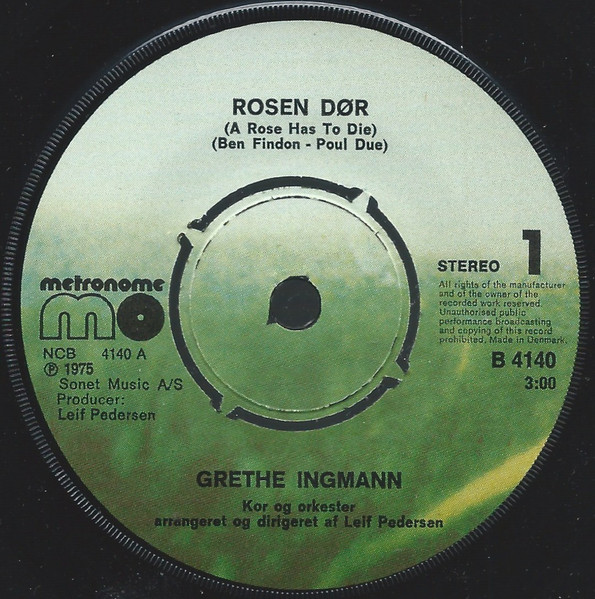 ROSEN DØR
(A Rose Has To Die)
(Ben Findon - Poul Due)
metronome
mo
NCB 4140 A
℗ 1975
Sonet Music A/S
Producer:
Leif Pedersen
STEREO 1
All rights of the manufacturer
and of the owner of the
recorded work reserved.
Unauthorised public
performance broadcasting
and copying of this record
prohibited. Made in Denmark.
B 4140
3:00
GRETHE INGMANN
Kor og orkester
arrangeret og dirigeret af Leif Pedersen